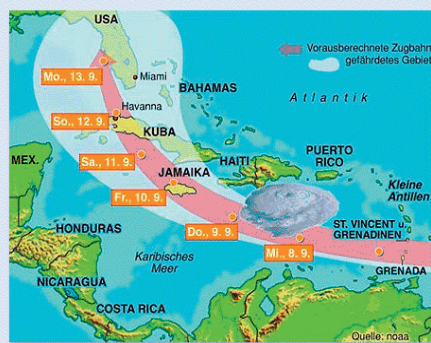 USA
Vorausberechnete Zugbahn
gefährdetes Gebiet
Mo., 13. 9.
Miami
BAHAMAS
Atlantik
Havanna
So., 12. 9.
KUBA
Sa., 11. 9.
MEX.
JAMAIKA
HAITI
PUERTO
RICO
Kleine
Antillen
Fr., 10. 9.
HONDURAS
Do., 9. 9.
ST. VINCENT u.
GRENADINEN
Karibisches
Meer
Mi., 8. 9.
GRENADA
NICARAGUA
COSTA RICA
Quelle: noaa